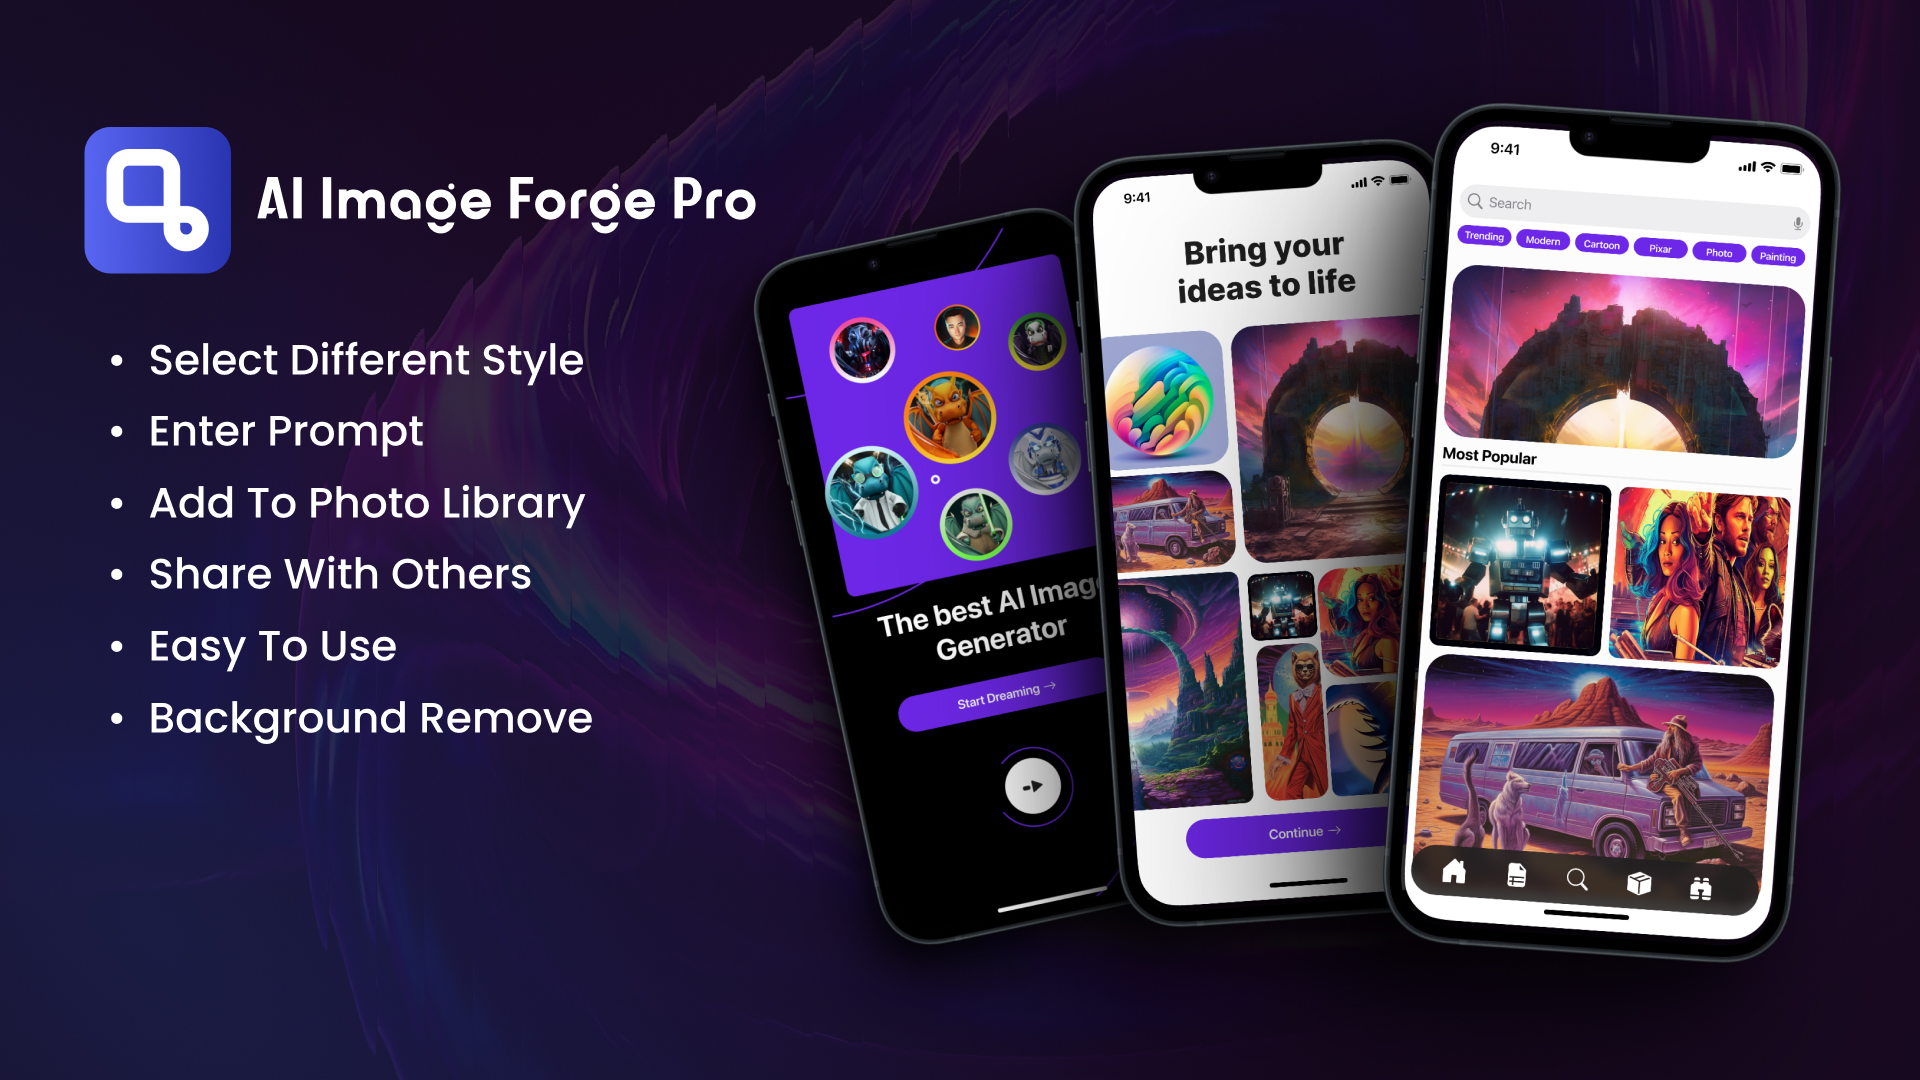 AI Image Forge Pro
• Select Different Style
• Enter Prompt
• Add To Photo Library
• Share With Others
• Easy To Use
• Background Remove
The best AI Image
Generator
Start Dreaming →
9:41
Bring your
ideas to life
Continue →
9:41
Search
Trending Modern Cartoon Pixar Photo Painting
Most Popular